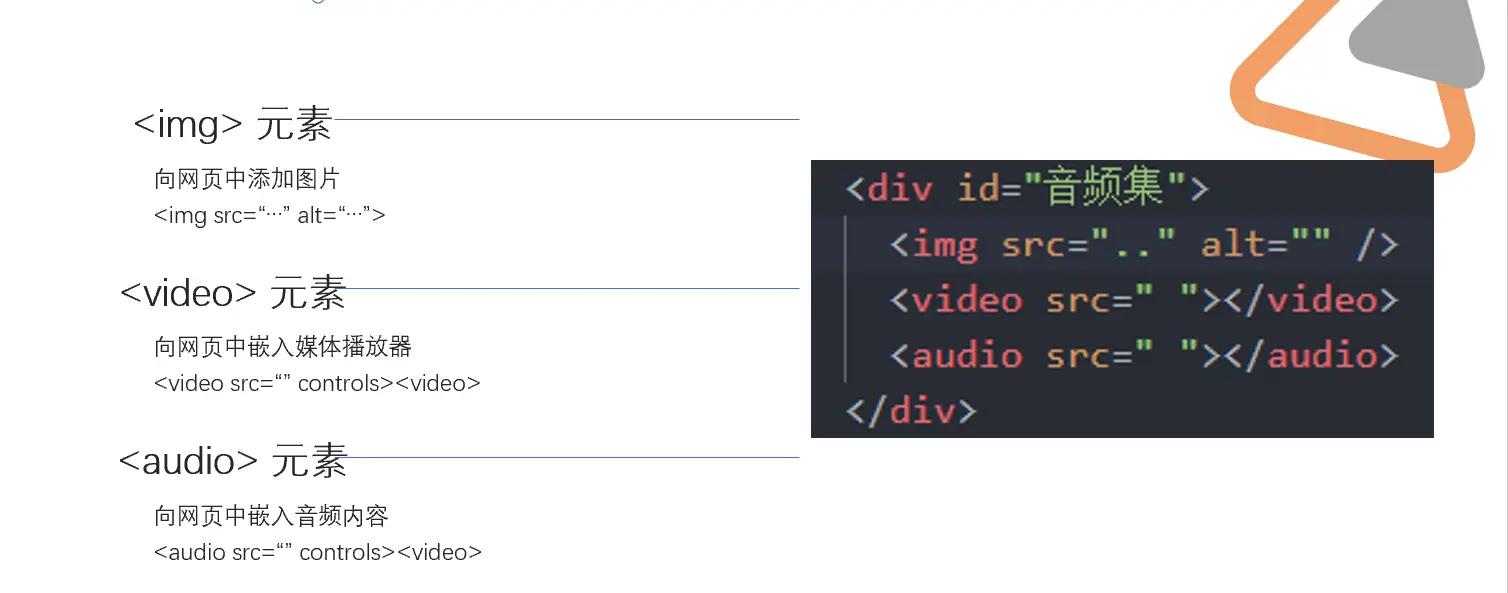 <img> 元素
向网页中添加图片
<img src=“…” alt=“…”>
<video> 元素
向网页中嵌入媒体播放器
<video src=“” controls><video>
<audio> 元素
向网页中嵌入音频内容
<audio src=“” controls><video>
<div id="音频集">
<img src=".." alt="" />
<video src=" "></video>
<audio src=" "></audio>
</div>